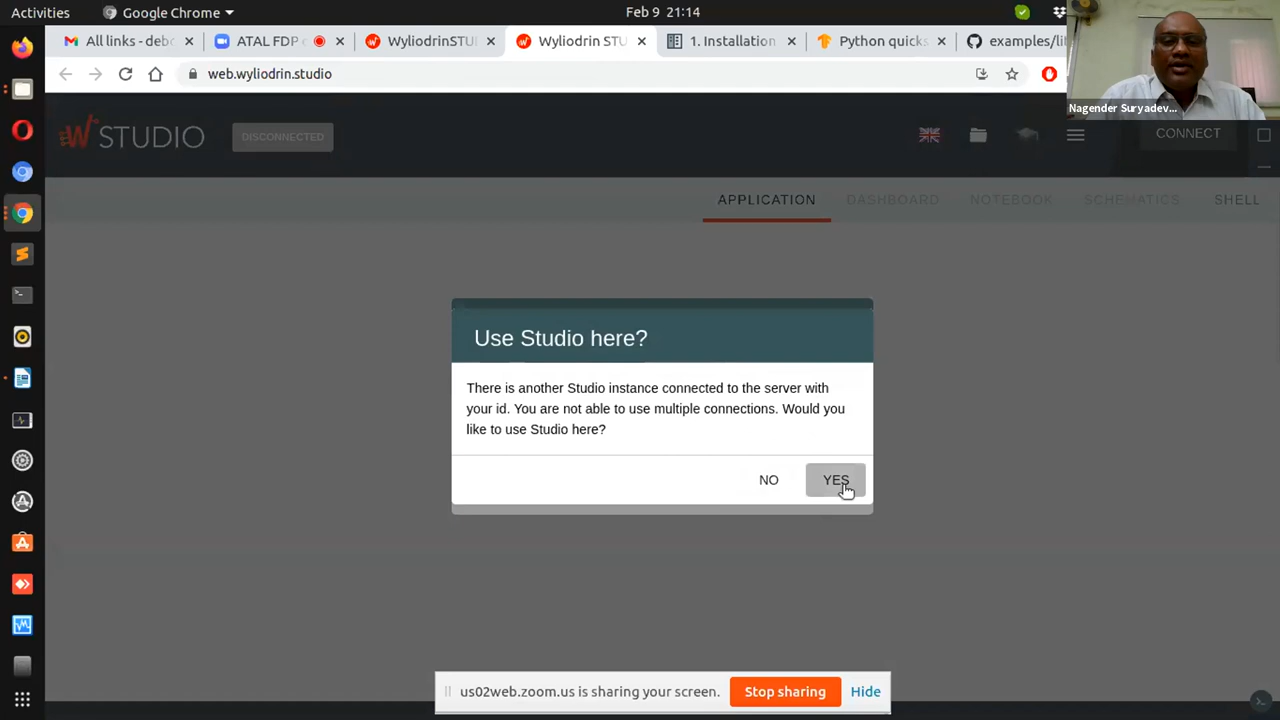 Activities
Google Chrome
Feb 9 21:14
All links - deb
ATAL FDP
WyliodrinSTU
Wyliodrin STU
1. Installation
Python quicks
examples/li
web.wyliodrin.studio
Nagender Suryadev...
W STUDIO
DISCONNECTED
CONNECT
APPLICATION
DASHBOARD
NOTEBOOK
SCHEMATICS
SHELL
Use Studio here?
There is another Studio instance connected to the server with
your id. You are not able to use multiple connections. Would you
like to use Studio here?
NO
YES
us02web.zoom.us is sharing your screen.
Stop sharing
Hide